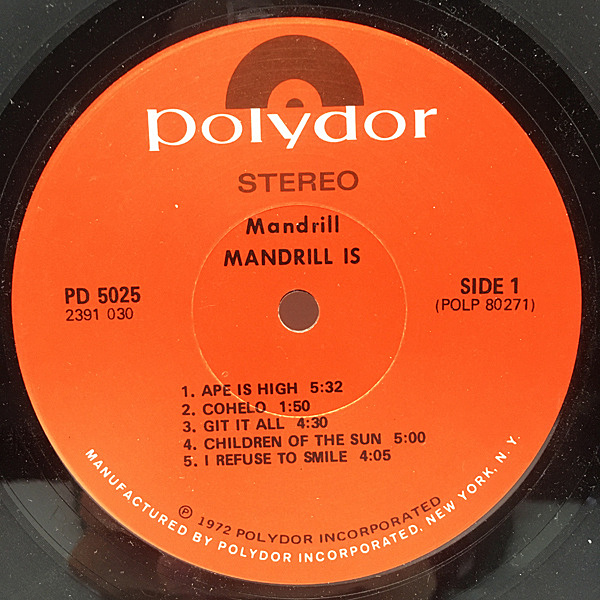 polydor
STEREO
Mandrill
MANDRILL IS
PD 5025
2391 030
SIDE 1
(POLP 80271)
1. APE IS HIGH 5:32
2. COHELO 1:50
3. GIT IT ALL 4:30
4. CHILDREN OF THE SUN 5:00
5. I REFUSE TO SMILE 4:05
℗ 1972 POLYDOR INCORPORATED
MANUFACTURED BY POLYDOR INCORPORATED, NEW YORK, N. Y.